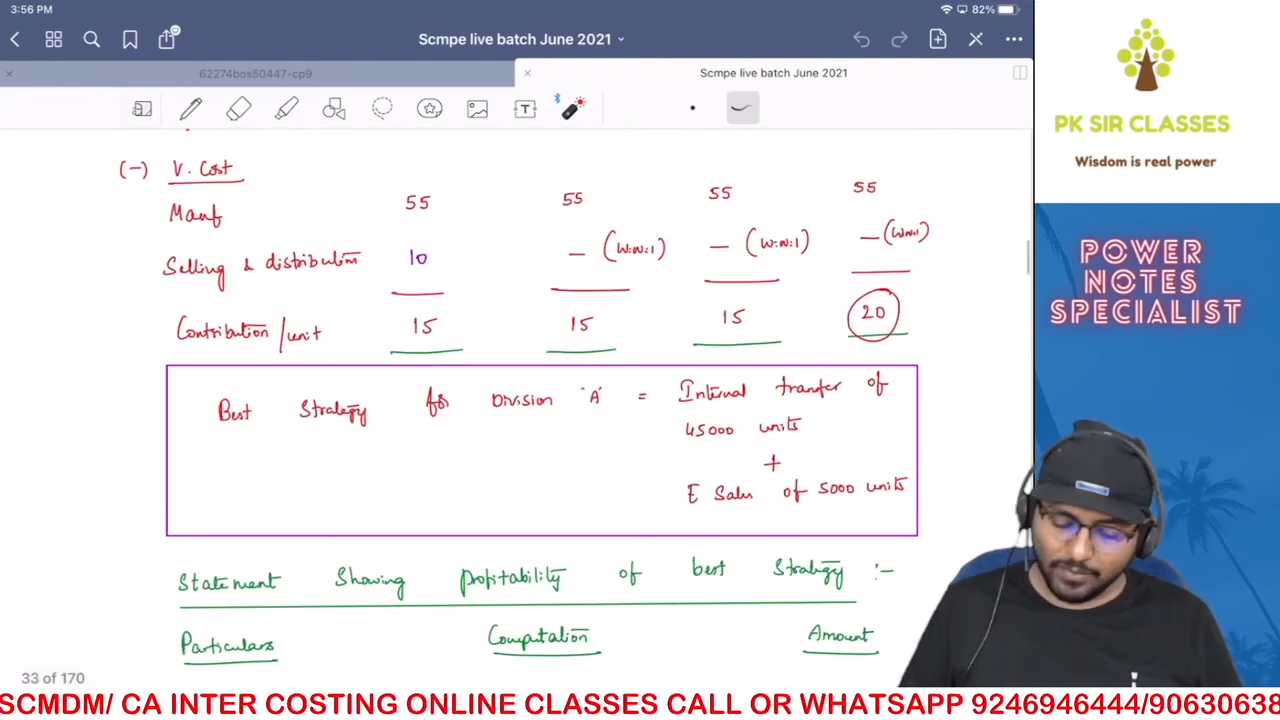 3:56 PM
82%
Scmpe live batch June 2021
62274bos50447-cp9
Scmpe live batch June 2021
(-) V. Cost
Manf 55 55 55 55
Selling & distribution 10 — (W.N:1) — (W.N:1) — (W.N:1)
Contribution /unit 15 15 15 20
Best Strategy for Division 'A' = Internal transfer of
45000 units
+
E Sales of 5000 units
Statement Showing profitability of best Strategy :-
Particulars Computation Amount
33 of 170
PK SIR CLASSES
Wisdom is real power
POWER
NOTES
SPECIALIST
SCMDM/ CA INTER COSTING ONLINE CLASSES CALL OR WHATSAPP 9246946444/90630638